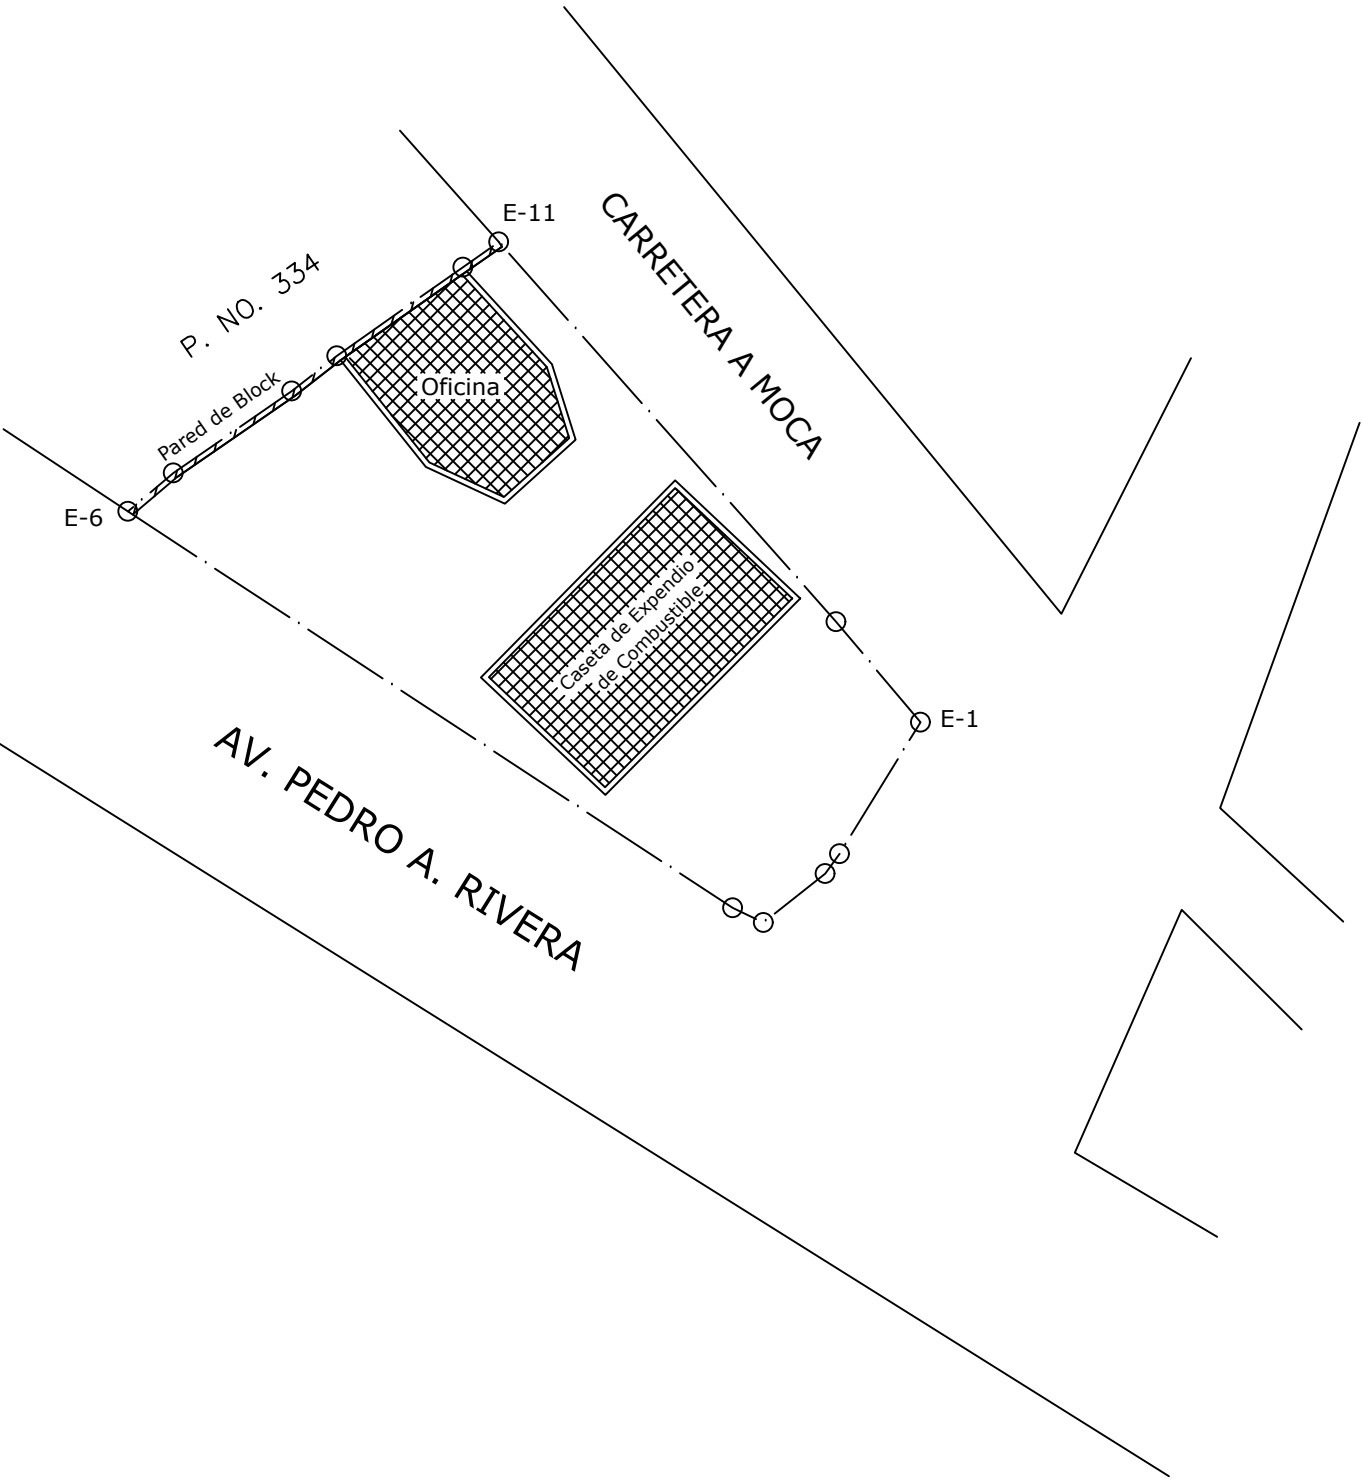 E-11
CARRETERA A MOCA
P. NO. 334
Pared de Block
Oficina
E-6
Caseta de Expendio
de Combustible
E-1
AV. PEDRO A. RIVERA